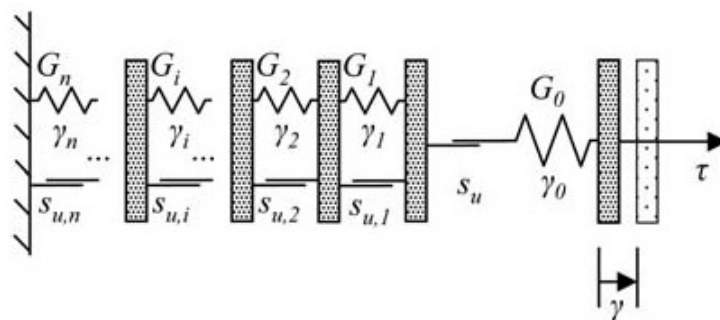 G_n G_i G_2 G_1 G_0
γ_n ... γ_i ... γ_2 γ_1 γ_0
s_{u,n} s_{u,i} s_{u,2} s_{u,1} s_u τ
γ